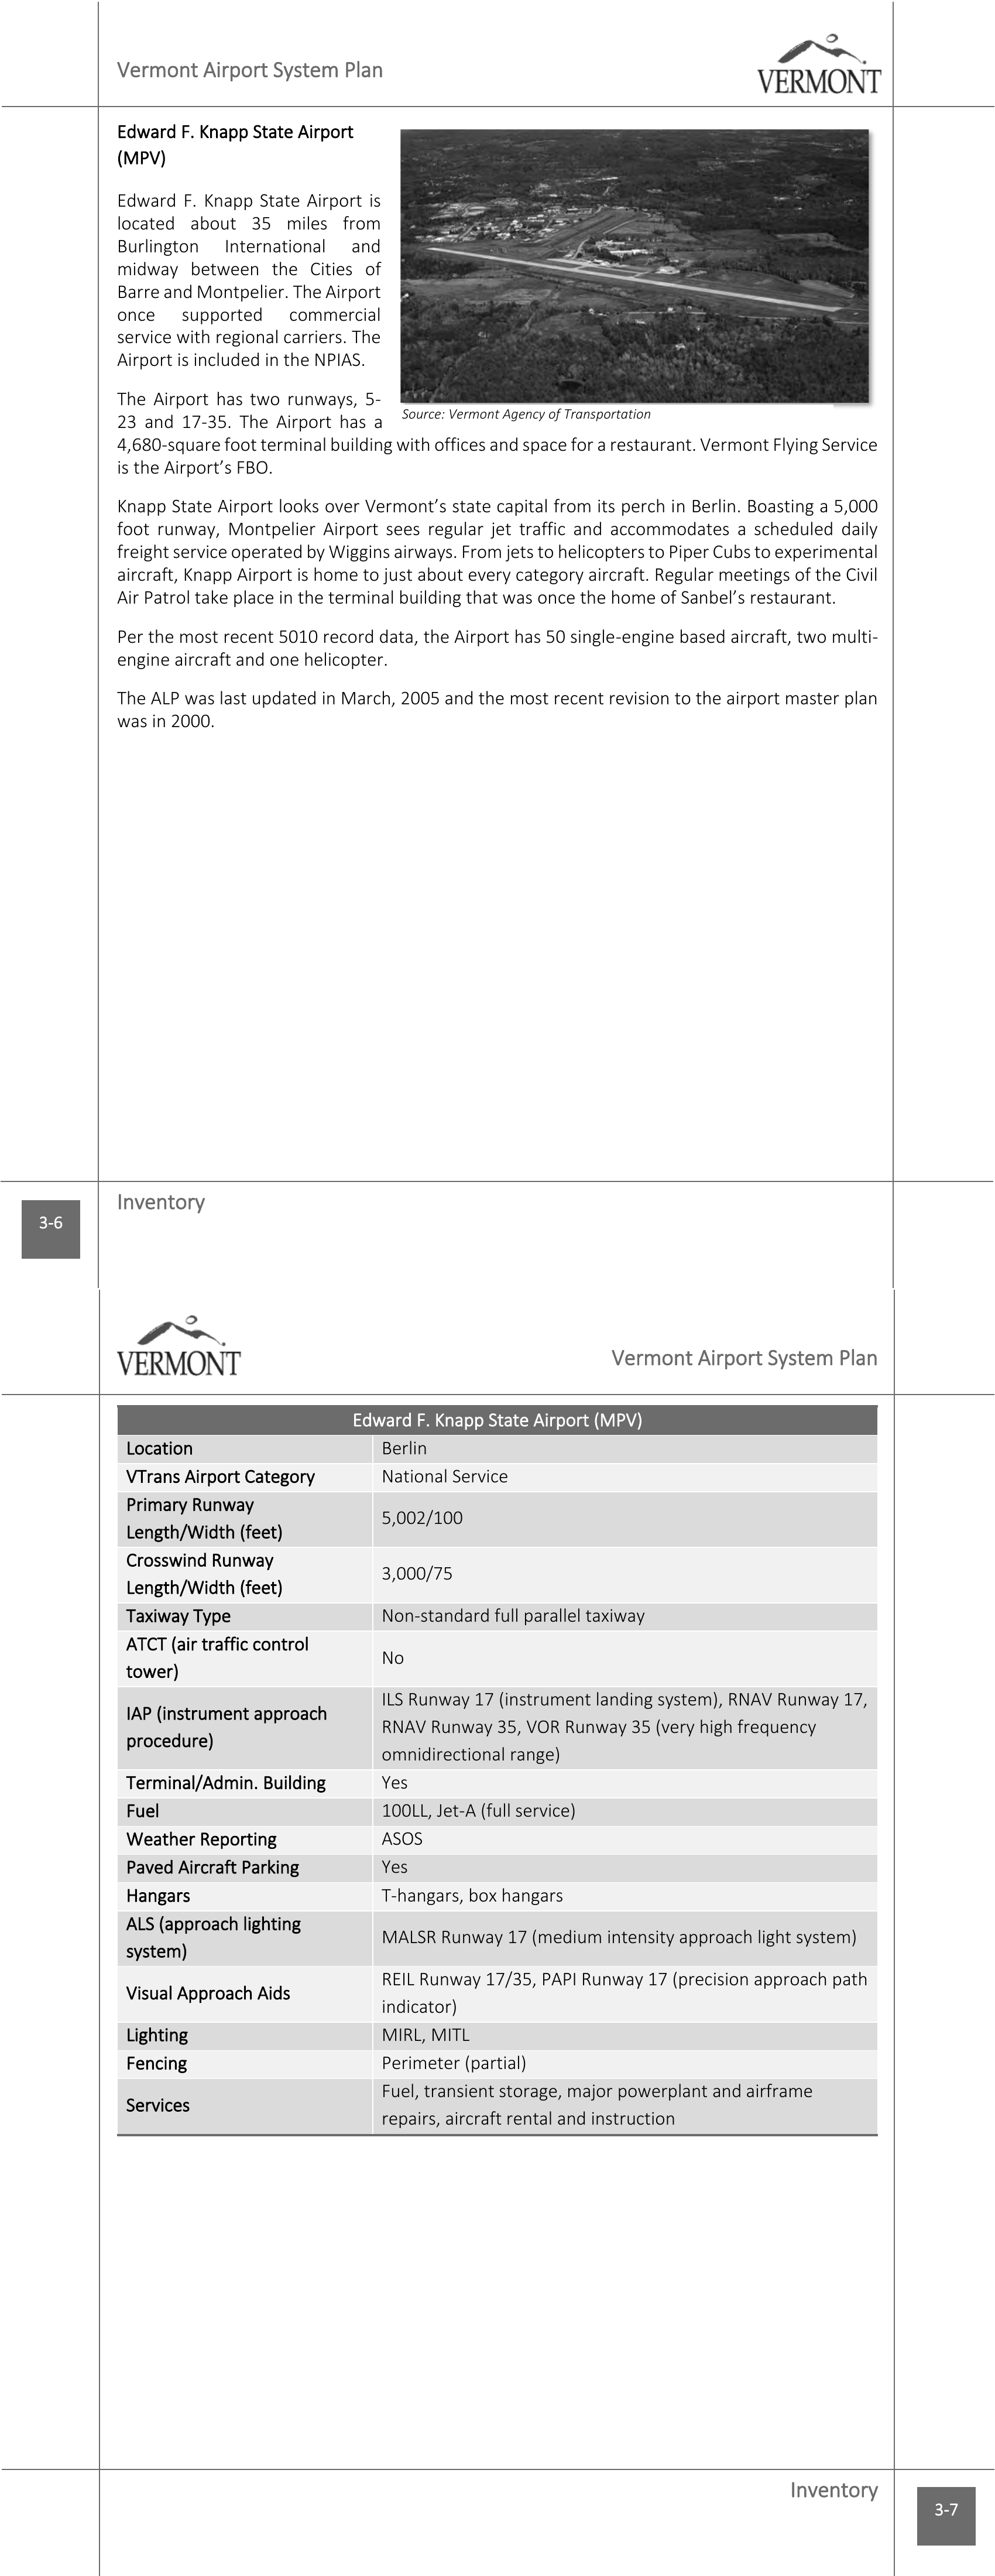 Vermont Airport System Plan
VERMONT
Edward F. Knapp State Airport
(MPV)
Edward F. Knapp State Airport is
located about 35 miles from
Burlington International and
midway between the Cities of
Barre and Montpelier. The Airport
once supported commercial
service with regional carriers. The
Airport is included in the NPIAS.
The Airport has two runways, 5-
23 and 17-35. The Airport has a
Source: Vermont Agency of Transportation
4,680-square foot terminal building with offices and space for a restaurant. Vermont Flying Service
is the Airport’s FBO.
Knapp State Airport looks over Vermont’s state capital from its perch in Berlin. Boasting a 5,000
foot runway, Montpelier Airport sees regular jet traffic and accommodates a scheduled daily
freight service operated by Wiggins airways. From jets to helicopters to Piper Cubs to experimental
aircraft, Knapp Airport is home to just about every category aircraft. Regular meetings of the Civil
Air Patrol take place in the terminal building that was once the home of Sanbel’s restaurant.
Per the most recent 5010 record data, the Airport has 50 single-engine based aircraft, two multi-
engine aircraft and one helicopter.
The ALP was last updated in March, 2005 and the most recent revision to the airport master plan
was in 2000.
Inventory
3-6
VERMONT
Vermont Airport System Plan
Edward F. Knapp State Airport (MPV)
Location Berlin
VTrans Airport Category National Service
Primary Runway
Length/Width (feet)
5,002/100
Crosswind Runway
Length/Width (feet)
3,000/75
Taxiway Type Non-standard full parallel taxiway
ATCT (air traffic control
tower)
No
IAP (instrument approach
procedure)
ILS Runway 17 (instrument landing system), RNAV Runway 17,
RNAV Runway 35, VOR Runway 35 (very high frequency
omnidirectional range)
Terminal/Admin. Building Yes
Fuel 100LL, Jet-A (full service)
Weather Reporting ASOS
Paved Aircraft Parking Yes
Hangars T-hangars, box hangars
ALS (approach lighting
system)
MALSR Runway 17 (medium intensity approach light system)
Visual Approach Aids
REIL Runway 17/35, PAPI Runway 17 (precision approach path
indicator)
Lighting MIRL, MITL
Fencing Perimeter (partial)
Services
Fuel, transient storage, major powerplant and airframe
repairs, aircraft rental and instruction
Inventory
3-7